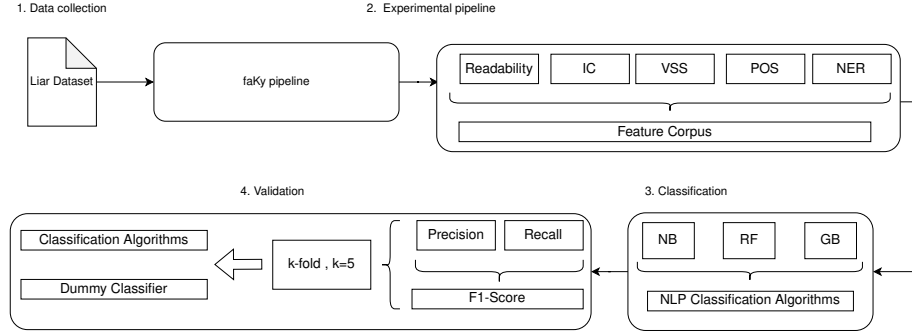 1. Data collection
2. Experimental pipeline
Liar Dataset
faKy pipeline
Readability
IC
VSS
POS
NER
Feature Corpus
4. Validation
3. Classification
Classification Algorithms
Dummy Classifier
k-fold , k=5
Precision
Recall
F1-Score
NB
RF
GB
NLP Classification Algorithms